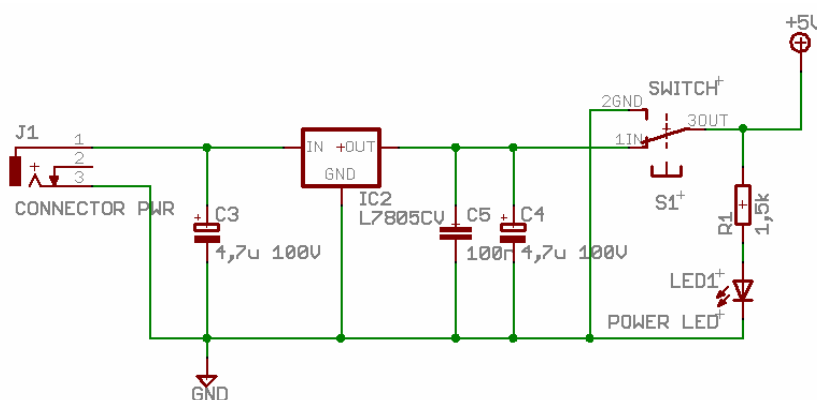 +5V
SWITCH
2GND
3OUT
1IN
S1
J1
1
2
3
CONNECTOR PWR
IN
OUT
GND
IC2
L7805CV
C3
4,7u 100V
C5
100n
C4
4,7u 100V
R1
1,5k
LED1
POWER LED
GND